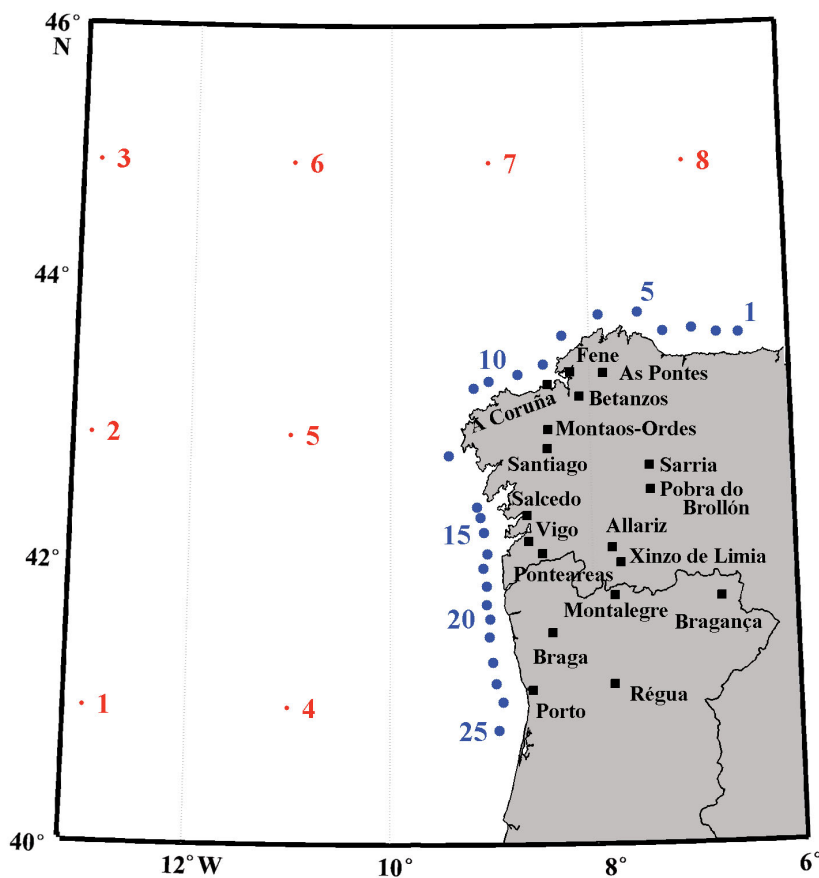 46°
N
3
6
7
8
44°
5
1
10
Fene
As Pontes
A Coruña
Betanzos
2
5
Montaos-Ordes
Santiago
Sarria
Pobra do
Brollón
Salcedo
15
Vigo
Allariz
42°
Ponteareas
Xinzo de Limia
Montalegre
Bragança
20
Braga
1
4
Régua
Porto
25
40°
12°W
10°
8°
6°